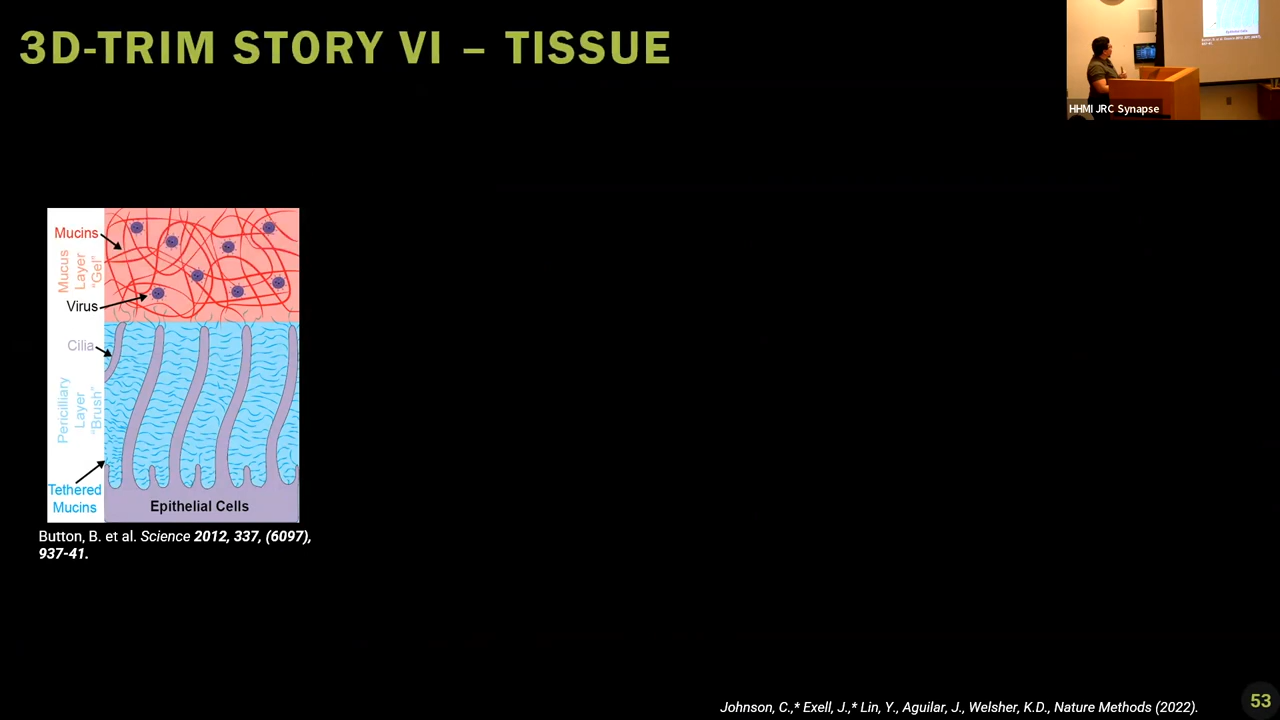 3D-TRIM STORY VI – TISSUE
HHMI JRC Synapse
Mucins
Mucus
Layer
"Gel"
Virus
Cilia
Periciliary
Layer
"Brush"
Tethered
Mucins
Epithelial Cells
Button, B. et al. Science 2012, 337, (6097),
937-41.
Johnson, C.,* Exell, J.,* Lin, Y., Aguilar, J., Welsher, K.D., Nature Methods (2022).
53